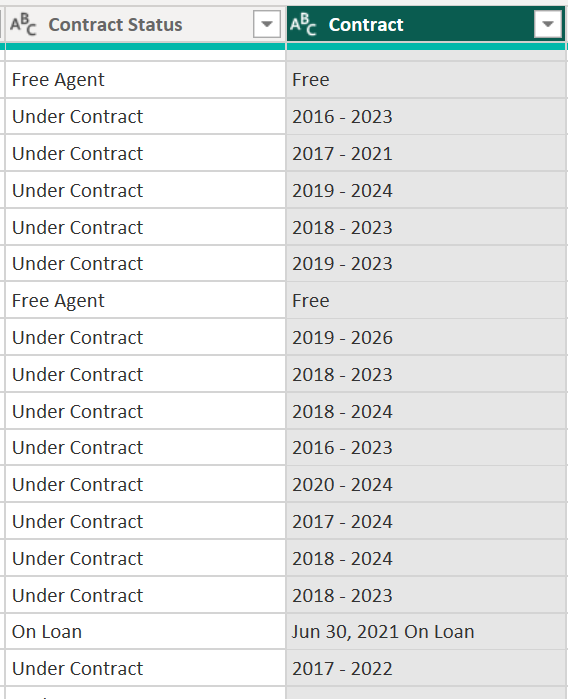 ABC Contract Status ABC Contract
Free Agent Free
Under Contract 2016 - 2023
Under Contract 2017 - 2021
Under Contract 2019 - 2024
Under Contract 2018 - 2023
Under Contract 2019 - 2023
Free Agent Free
Under Contract 2019 - 2026
Under Contract 2018 - 2023
Under Contract 2018 - 2024
Under Contract 2016 - 2023
Under Contract 2020 - 2024
Under Contract 2017 - 2024
Under Contract 2018 - 2024
Under Contract 2018 - 2023
On Loan Jun 30, 2021 On Loan
Under Contract 2017 - 2022